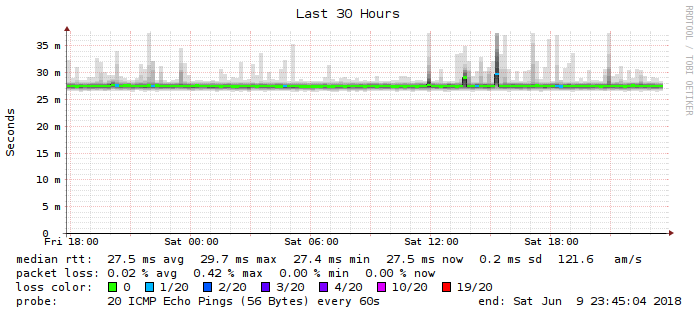 Last 30 Hours
RRDTOOL / TOBI OETIKER
Seconds
35 m
30 m
25 m
20 m
15 m
10 m
5 m
0
Fri 18:00 Sat 00:00 Sat 06:00 Sat 12:00 Sat 18:00
median rtt: 27.5 ms avg 29.7 ms max 27.4 ms min 27.5 ms now 0.2 ms sd 121.6 am/s
packet loss: 0.02 % avg 0.42 % max 0.00 % min 0.00 % now
loss color: 0 1/20 2/20 3/20 4/20 10/20 19/20
probe: 20 ICMP Echo Pings (56 Bytes) every 60s end: Sat Jun 9 23:45:04 2018